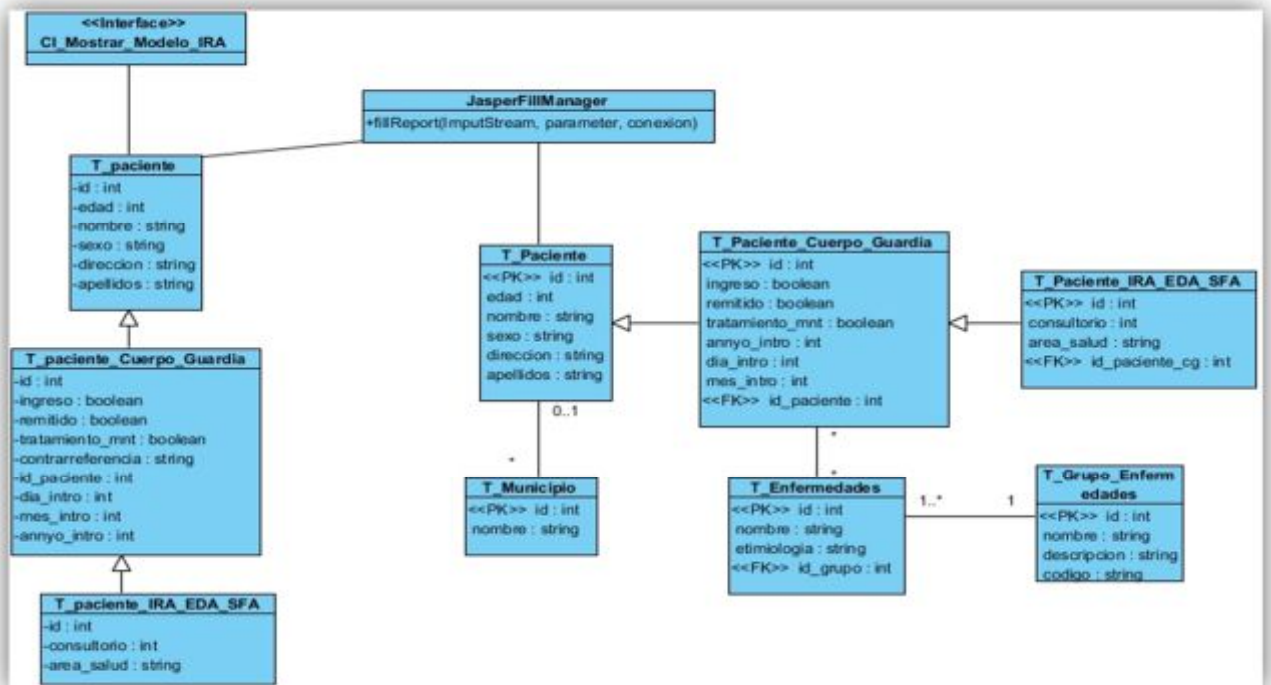 <<Interface>>
CI_Mostrar_Modelo_IRA
JasperFillManager
+fillReport(ImputStream, parameter, conexion)
T_paciente
-id : int
-edad : int
-nombre : string
-sexo : string
-direccion : string
-apellidos : string
T_paciente_Cuerpo_Guardia
-id : int
-ingreso : boolean
-remitido : boolean
-tratamiento_mnt : boolean
-contrarreferencia : string
-id_paciente : int
-dia_intro : int
-mes_intro : int
-annyo_intro : int
T_paciente_IRA_EDA_SFA
-id : int
-consultorio : int
-area_salud : string
T_Paciente
<<PK>> id : int
edad : int
nombre : string
sexo : string
direccion : string
apellidos : string
0..1
*
T_Municipio
<<PK>> id : int
nombre : string
T_Paciente_Cuerpo_Guardia
<<PK>> id : int
ingreso : boolean
remitido : boolean
tratamiento_mnt : boolean
annyo_intro : int
dia_intro : int
mes_intro : int
<<FK>> id_paciente : int
*
*
T_Enfermedades
<<PK>> id : int
nombre : string
etimiologia : string
<<FK>> id_grupo : int
1..*
1
T_Paciente_IRA_EDA_SFA
<<PK>> id : int
consultorio : int
area_salud : string
<<FK>> id_paciente_cg : int
T_Grupo_Enferm
edades
<<PK>> id : int
nombre : string
descripcion : string
codigo : string